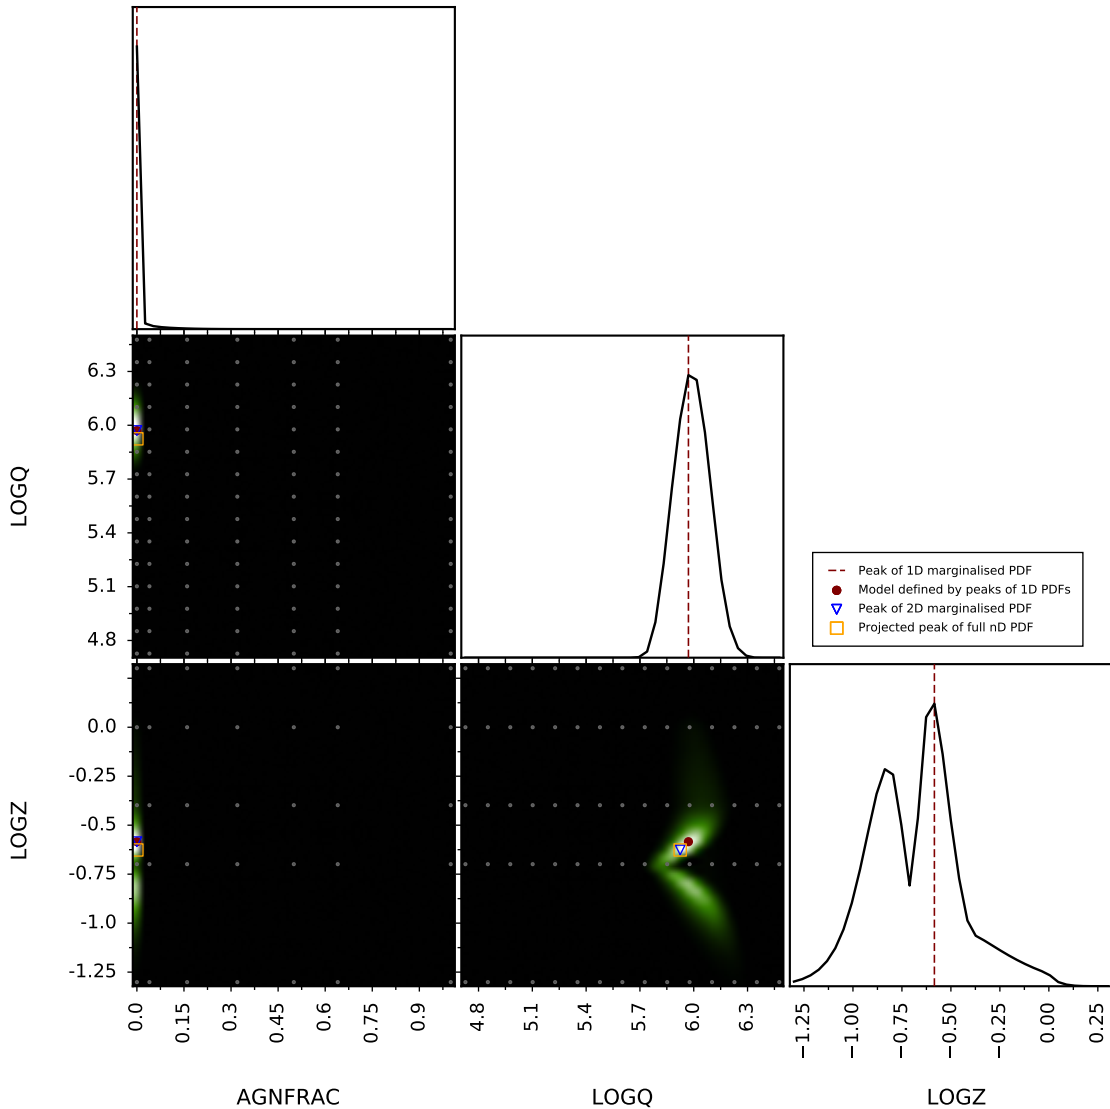 6.3
6.0
5.7
5.4
5.1
4.8
LOGQ
Peak of 1D marginalised PDF
Model defined by peaks of 1D PDFs
Peak of 2D marginalised PDF
Projected peak of full nD PDF
0.0
-0.25
-0.5
-0.75
-1.0
-1.25
LOGZ
0.0 0.15 0.3 0.45 0.6 0.75 0.9
4.8 5.1 5.4 5.7 6.0 6.3
−1.25 −1.00 −0.75 −0.50 −0.25 0.00 0.25
AGNFRAC LOGQ LOGZ